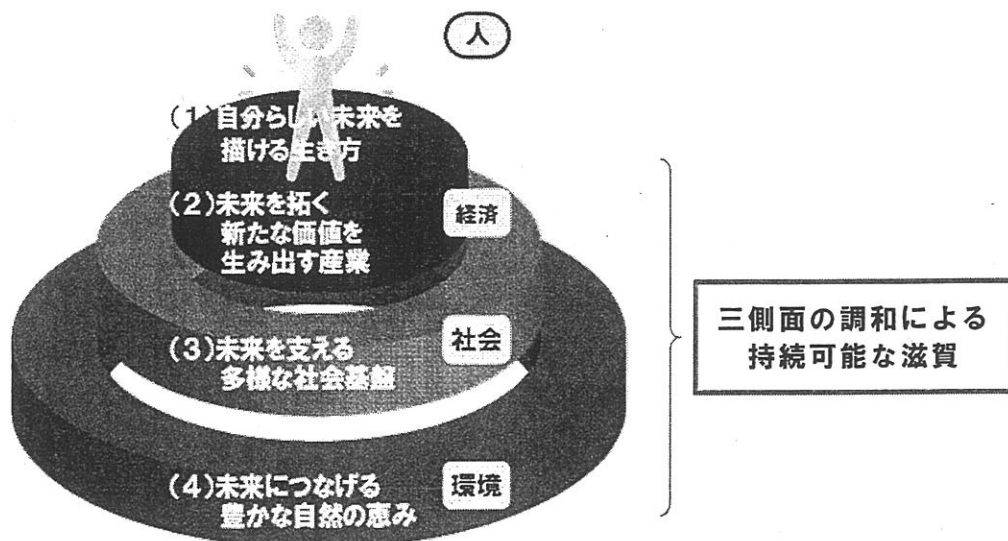 人
(1)自分らしい未来を
描ける生き方
(2)未来を拓く
新たな価値を
生み出す産業
経済
(3)未来を支える
多様な社会基盤
社会
(4)未来につなげる
豊かな自然の恵み
環境
三側面の調和による
持続可能な滋賀